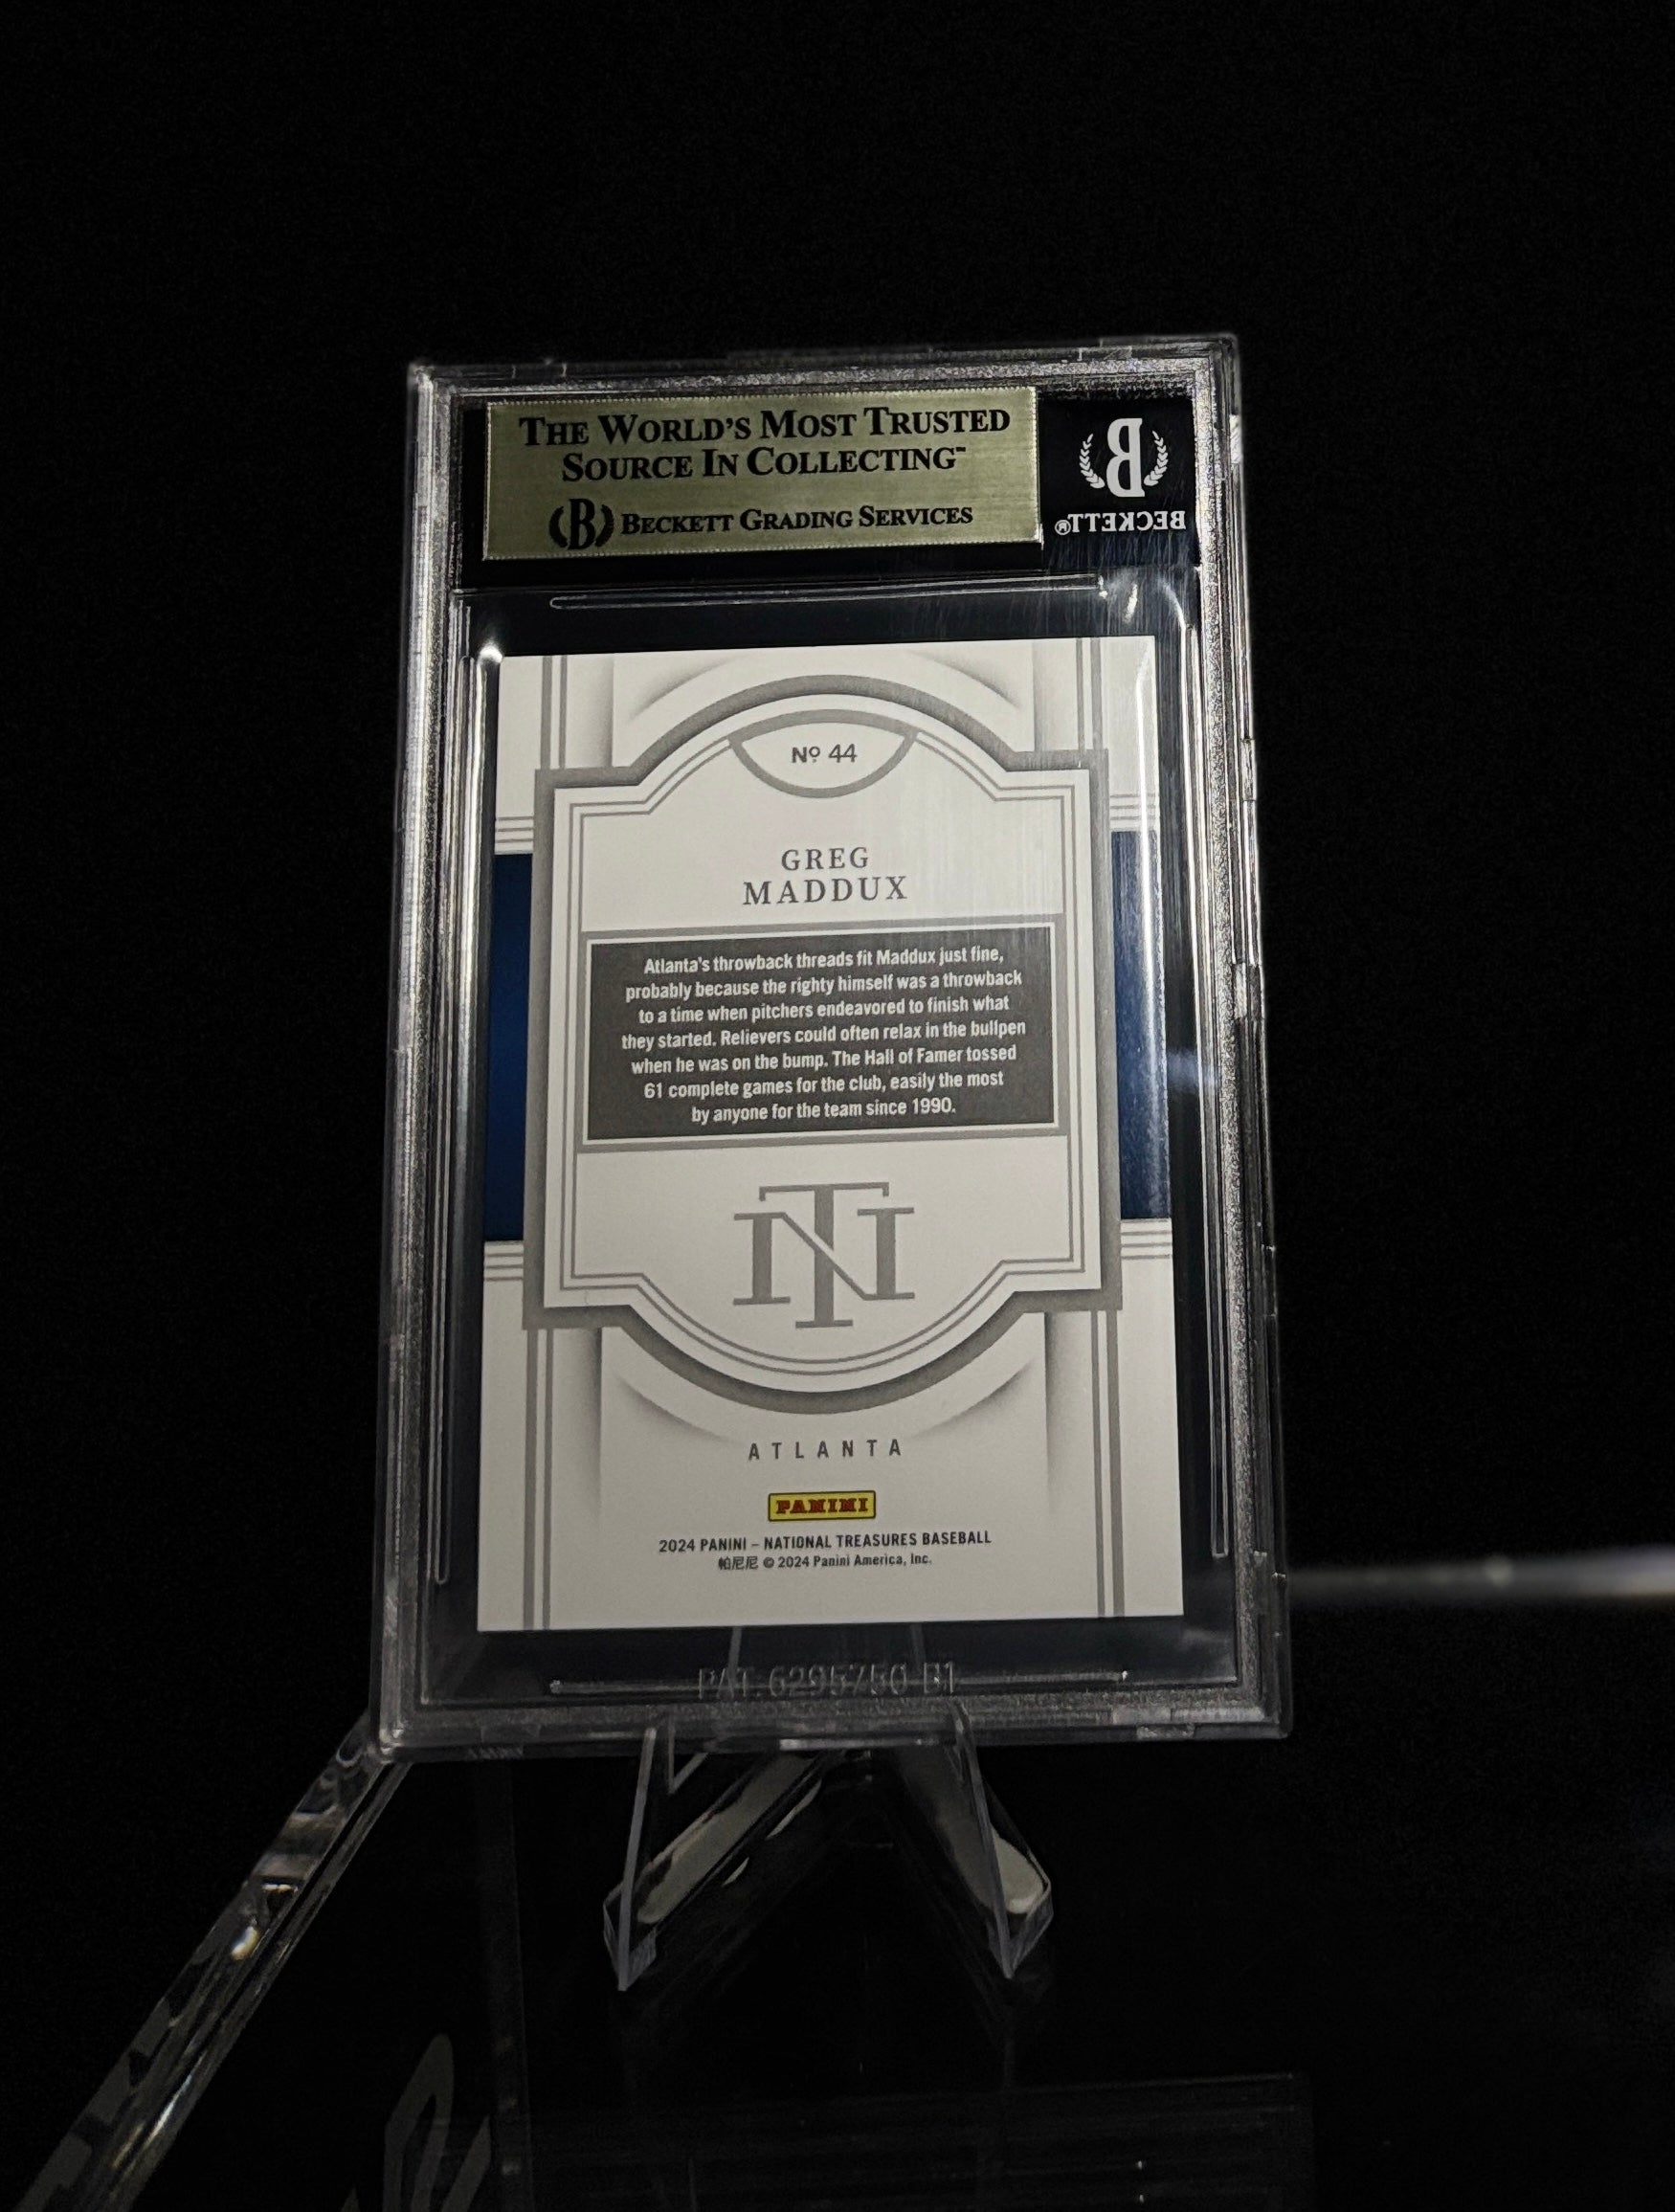 THE WORLD'S MOST TRUSTED
SOURCE IN COLLECTING™
B BECKETT GRADING SERVICES
B
BECKETT®
Nº 44
GREG
MADDUX
Atlanta's throwback threads fit Maddux just fine,
probably because the righty himself was a throwback
to a time when pitchers endeavored to finish what
they started. Relievers could often relax in the bullpen
when he was on the bump. The Hall of Famer tossed
61 complete games for the club, easily the most
by anyone for the team since 1990.
NT
ATLANTA
PANINI
2024 PANINI – NATIONAL TREASURES BASEBALL
帕尼尼 © 2024 Panini America, Inc.
PAT. 6295750 B1